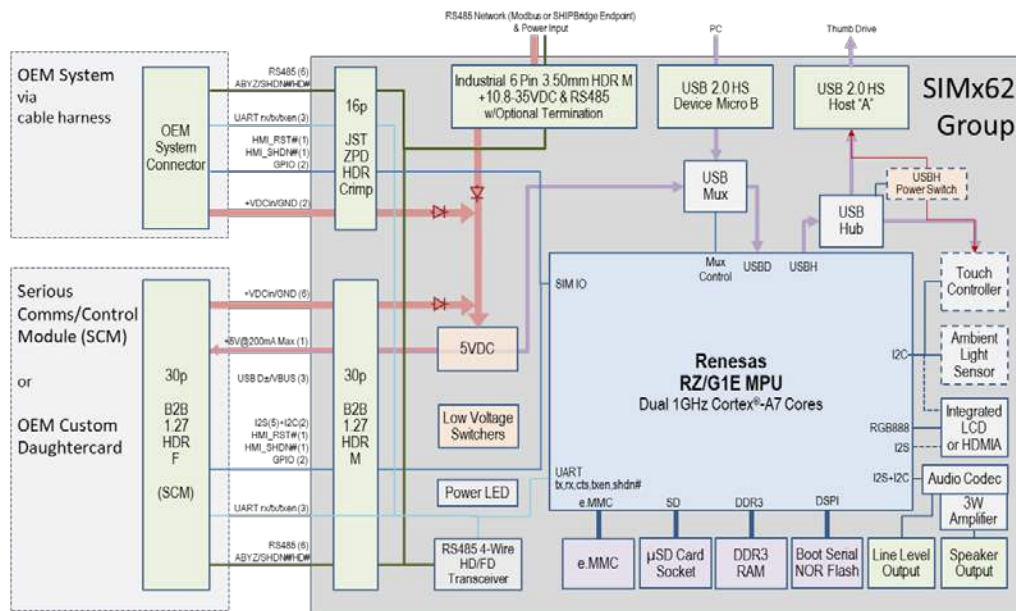 RS485 Network (Modbus or SHIPBridge Endpoint)
& Power Input
PC
Thumb Drive
OEM System
via
cable harness
OEM
System
Connector
RS485 (6)
ABYZ/SHDN#HD#
UART rx/tx/txen (3)
HMI_RST#(1)
HMI_SHDN#(1)
GPIO (2)
+VDCin/GND (2)
16p
JST
ZPD
HDR
Crimp
Industrial 6 Pin 3.50mm HDR M
+10.8-35VDC & RS485
w/Optional Termination
USB 2.0 HS
Device Micro B
USB 2.0 HS
Host "A"
SIMx62
Group
USB
Mux
USBH
Power Switch
USB
Hub
Mux
Control
USBD
USBH
SIM IO
Touch
Controller
Serious
Comms/Control
Module (SCM)
or
OEM Custom
Daughtercard
30p
B2B
1.27
HDR
F
(SCM)
+VDCin/GND (6)
+5V@200mA Max (1)
USB D±/VBUS (3)
I2S(5)+I2C(2)
HMI_RST#(1)
HMI_SHDN#(1)
GPIO (2)
UART rx/tx/txen (3)
RS485 (6)
ABYZ/SHDN#/HD#
30p
B2B
1.27
HDR
M
5VDC
Low Voltage
Switchers
Power LED
RS485 4-Wire
HD/FD
Transceiver
Renesas
RZ/G1E MPU
Dual 1GHz Cortex®-A7 Cores
I2C
RGB888
I2S
I2S+I2C
UART
tx,rx,cts,txen,shdn#
e.MMC
SD
DDR3
DSPI
Ambient
Light
Sensor
Integrated
LCD
or HDMIA
Audio Codec
3W
Amplifier
e.MMC
µSD Card
Socket
DDR3
RAM
Boot Serial
NOR Flash
Line Level
Output
Speaker
Output